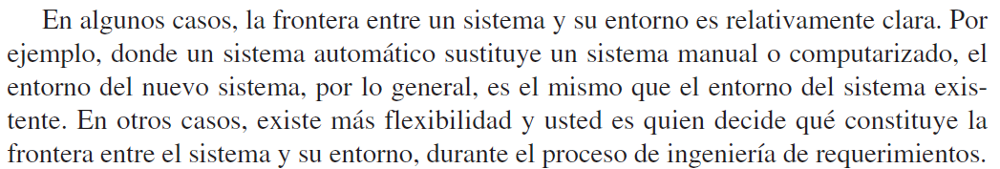 En algunos casos, la frontera entre un sistema y su entorno es relativamente clara. Por
ejemplo, donde un sistema automático sustituye un sistema manual o computarizado, el
entorno del nuevo sistema, por lo general, es el mismo que el entorno del sistema exis-
tente. En otros casos, existe más flexibilidad y usted es quien decide qué constituye la
frontera entre el sistema y su entorno, durante el proceso de ingeniería de requerimientos.